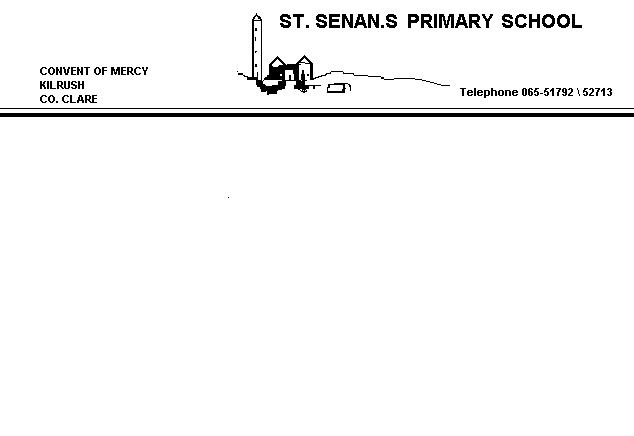 ST. SENAN.S PRIMARY SCHOOL
CONVENT OF MERCY
KILRUSH
CO. CLARE
Telephone 065-51792 \ 52713